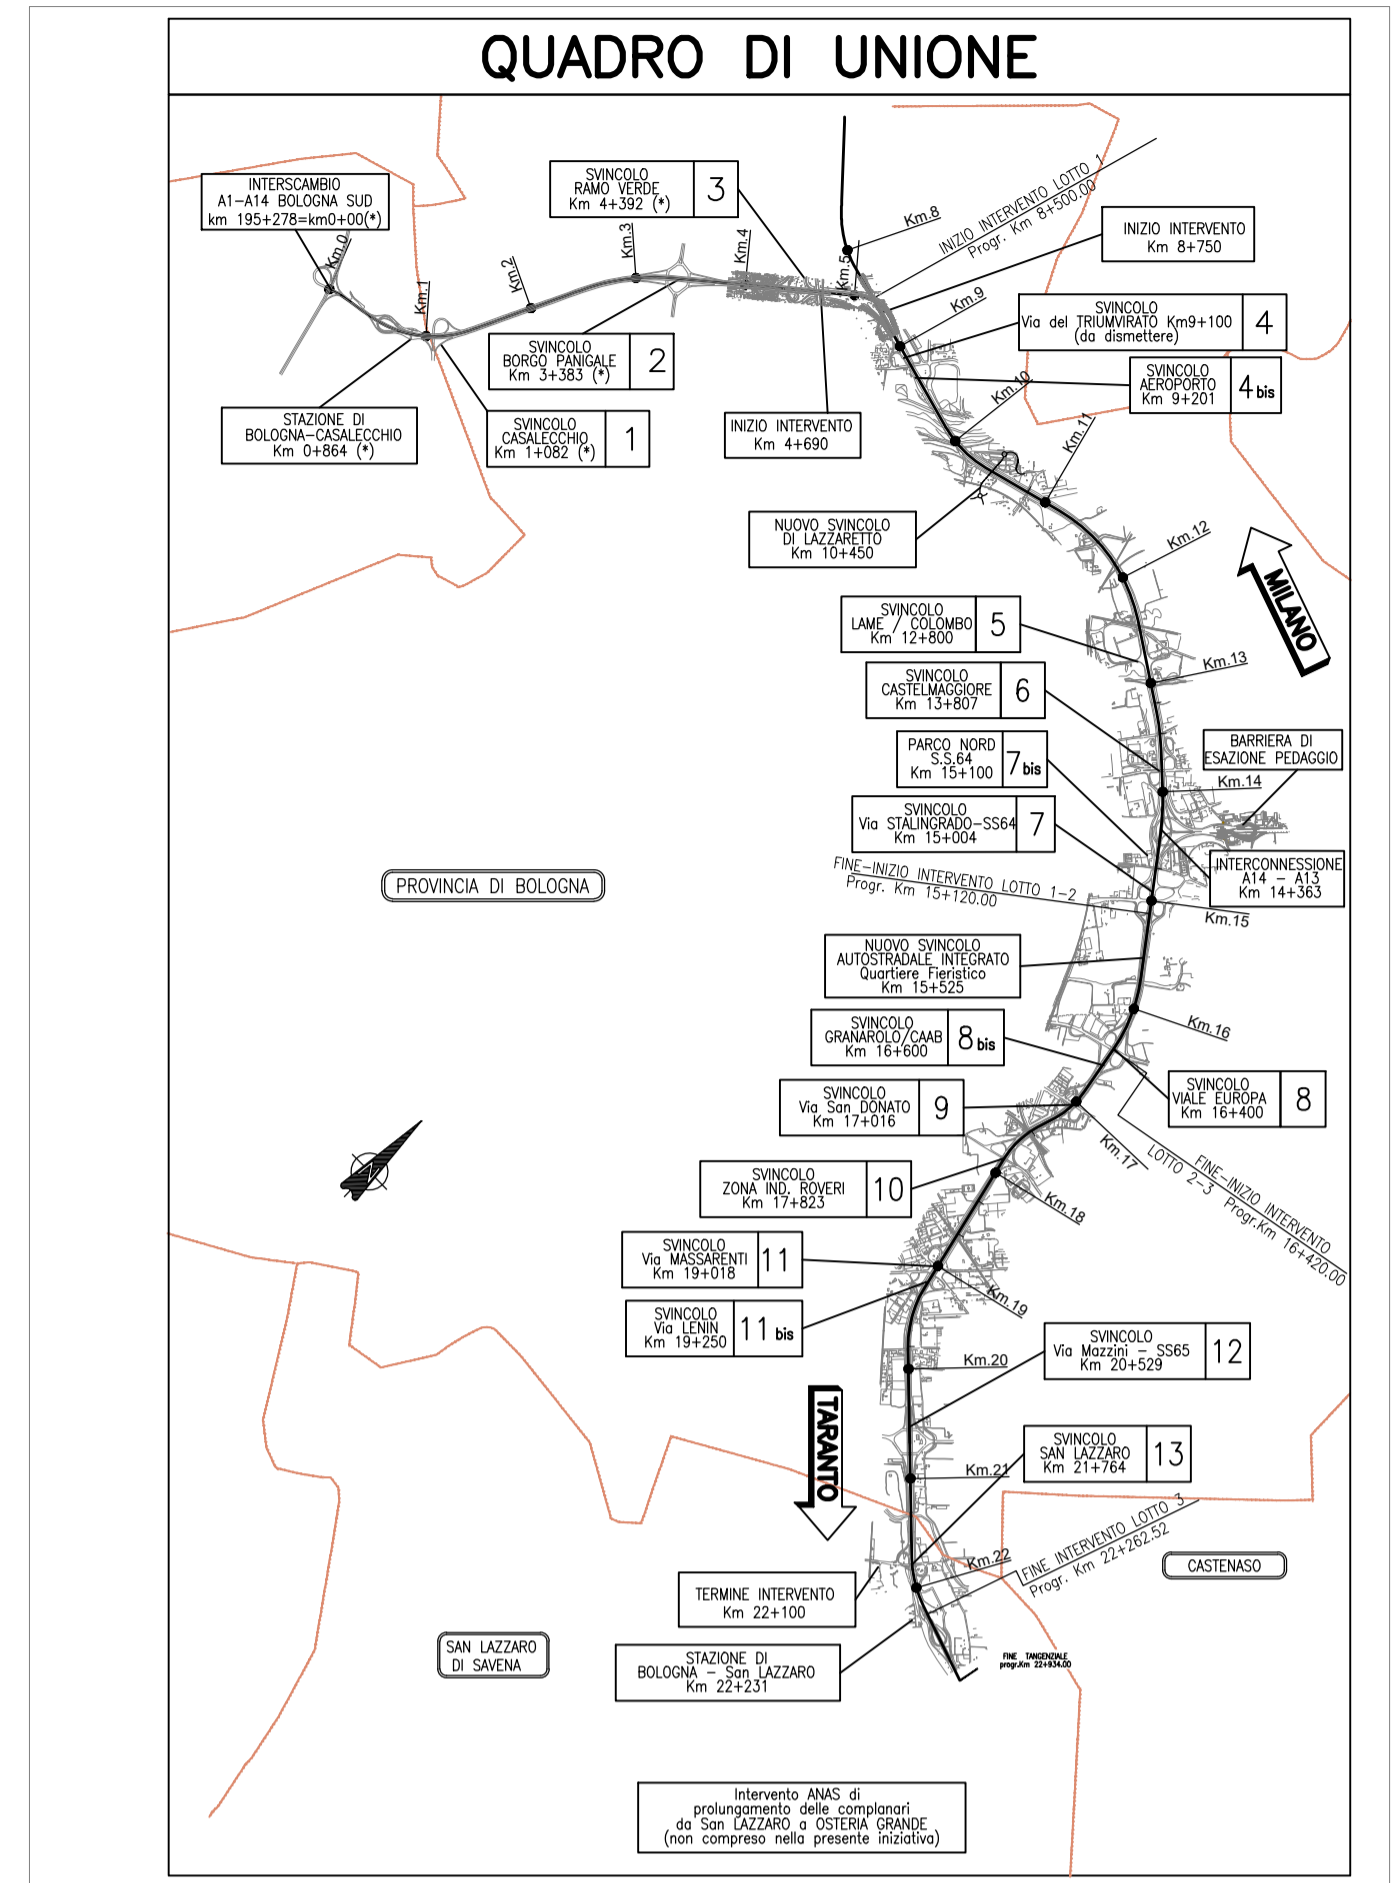 QUADRO DI UNIONE
INTERSCAMBIO
A1-A14 BOLOGNA SUD
km 195+278=km0+00(*)
SVINCOLO
RAMO VERDE
Km 4+392 (*)
3
INIZIO INTERVENTO LOTTO 1
Progr. Km 8+500.00
INIZIO INTERVENTO
Km 8+750
Km.0
Km.1
Km.2
Km.3
Km.4
Km.5
Km.8
Km.9
SVINCOLO
Via del TRIUMVIRATO Km9+100
(da dismettere)
4
SVINCOLO
BORGO PANIGALE
Km 3+383 (*)
2
SVINCOLO
AEROPORTO
Km 9+201
4 bis
STAZIONE DI
BOLOGNA-CASALECCHIO
Km 0+864 (*)
SVINCOLO
CASALECCHIO
Km 1+082 (*)
1
INIZIO INTERVENTO
Km 4+690
Km.10
Km.11
NUOVO SVINCOLO
DI LAZZARETTO
Km 10+450
Km.12
MILANO
SVINCOLO
LAME / COLOMBO
Km 12+800
5
Km.13
SVINCOLO
CASTELMAGGIORE
Km 13+807
6
PARCO NORD
S.S.64
Km 15+100
7 bis
BARRIERA DI
ESAZIONE PEDAGGIO
Km.14
SVINCOLO
Via STALINGRADO-SS64
Km 15+004
7
INTERCONNESSIONE
A14 - A13
Km 14+363
FINE-INIZIO INTERVENTO LOTTO 1-2
Progr. Km 15+120.00
PROVINCIA DI BOLOGNA
Km.15
NUOVO SVINCOLO
AUTOSTRADALE INTEGRATO
Quartiere Fieristico
Km 15+525
Km.16
SVINCOLO
GRANAROLO/CAAB
Km 16+600
8 bis
SVINCOLO
VIALE EUROPA
Km 16+400
8
SVINCOLO
Via San DONATO
Km 17+016
9
Km.17
FINE-INIZIO INTERVENTO
LOTTO 2-3 Progr.Km 16+420.00
SVINCOLO
ZONA IND. ROVERI
Km 17+823
10
Km.18
SVINCOLO
Via MASSARENTI
Km 19+018
11
Km.19
SVINCOLO
Via LENIN
Km 19+250
11 bis
Km.20
SVINCOLO
Via Mazzini - SS65
Km 20+529
12
TARANTO
SVINCOLO
SAN LAZZARO
Km 21+764
13
Km.21
FINE INTERVENTO LOTTO 3
Progr. Km 22+262.52
Km.22
CASTENASO
TERMINE INTERVENTO
Km 22+100
SAN LAZZARO
DI SAVENA
STAZIONE DI
BOLOGNA - San LAZZARO
Km 22+231
FINE TANGENZIALE
progr.Km 22+934.00
Intervento ANAS di
prolungamento delle complanari
da San LAZZARO a OSTERIA GRANDE
(non compreso nella presente iniziativa)